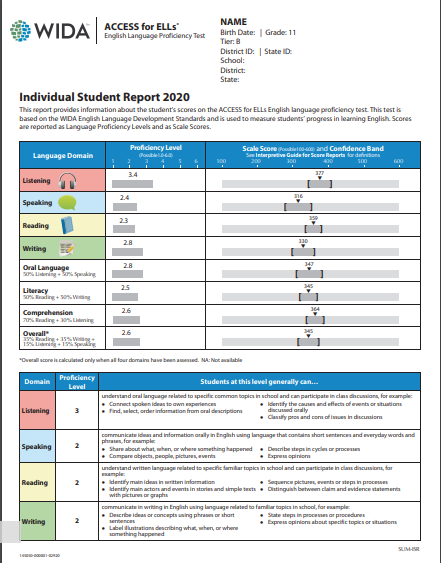 WIDA
ACCESS for ELLs®
English Language Proficiency Test
NAME
Birth Date: | Grade: 11
Tier: B
District ID: | State ID:
School:
District:
State:
Individual Student Report 2020
This report provides information about the student's scores on the ACCESS for ELLs English language proficiency test. This test is
based on the WIDA English Language Development Standards and is used to measure students' progress in learning English. Scores
are reported as Language Proficiency Levels and as Scale Scores.
Language Domain
Proficiency Level
(Possible 1.0-6.0)
1 2 3 4 5 6
Scale Score (Possible 100-600) and Confidence Band
See Interpretive Guide for Score Reports for definitions
100 200 300 400 500 600
Listening 3.4 377 [ ]
Speaking 2.4 316 [ ]
Reading 2.3 359 [ ]
Writing 2.8 330 [ ]
Oral Language 2.8 347 [ ]
50% Listening + 50% Speaking
Literacy 2.5 345 [ ]
50% Reading + 50% Writing
Comprehension 2.6 364 [ ]
70% Reading + 30% Listening
Overall* 2.6 345 [ ]
35% Reading + 35% Writing +
15% Listening + 15% Speaking
*Overall score is calculated only when all four domains have been assessed. NA: Not available
Domain
Proficiency
Level
Students at this level generally can...
Listening
3
understand oral language related to specific common topics in school and can participate in class discussions, for example:
• Connect spoken ideas to own experiences
• Find, select, order information from oral descriptions
• Identify the causes and effects of events or situations
discussed orally
• Classify pros and cons of issues in discussions
Speaking
2
communicate ideas and information orally in English using language that contains short sentences and everyday words and
phrases, for example:
• Share about what, when, or where something happened
• Compare objects, people, pictures, events
• Describe steps in cycles or processes
• Express opinions
Reading
2
understand written language related to specific familiar topics in school and can participate in class discussions, for
example:
• Identify main ideas in written information
• Identify main actors and events in stories and simple texts
with pictures or graphs
• Sequence pictures, events or steps in processes
• Distinguish between claim and evidence statements
Writing
2
communicate in writing in English using language related to familiar topics in school, for example:
• Describe ideas or concepts using phrases or short
sentences
• Label illustrations describing what, when, or where
something happened
• State steps in processes or procedures
• Express opinions about specific topics or situations
SUM-ISR